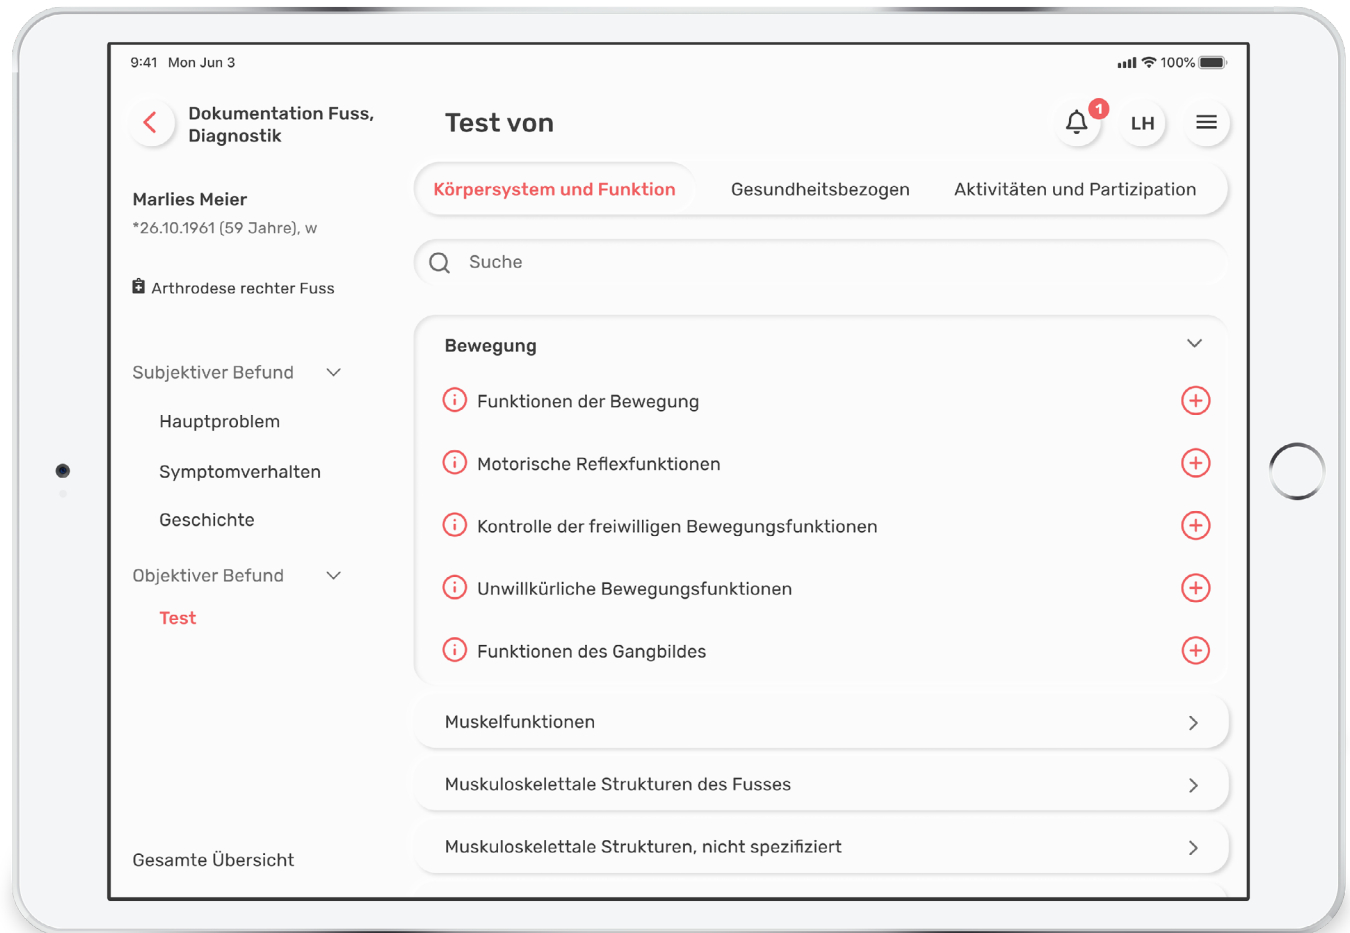 9:41 Mon Jun 3
100%
Dokumentation Fuss,
Diagnostik
Test von
1
LH
Marlies Meier
*26.10.1961 (59 Jahre), w
Arthrodese rechter Fuss
Subjektiver Befund
Hauptproblem
Symptomverhalten
Geschichte
Objektiver Befund
Test
Gesamte Übersicht
Körpersystem und Funktion
Gesundheitsbezogen
Aktivitäten und Partizipation
Suche
Bewegung
Funktionen der Bewegung
Motorische Reflexfunktionen
Kontrolle der freiwilligen Bewegungsfunktionen
Unwillkürliche Bewegungsfunktionen
Funktionen des Gangbildes
Muskelfunktionen
Muskuloskelettale Strukturen des Fusses
Muskuloskelettale Strukturen, nicht spezifiziert